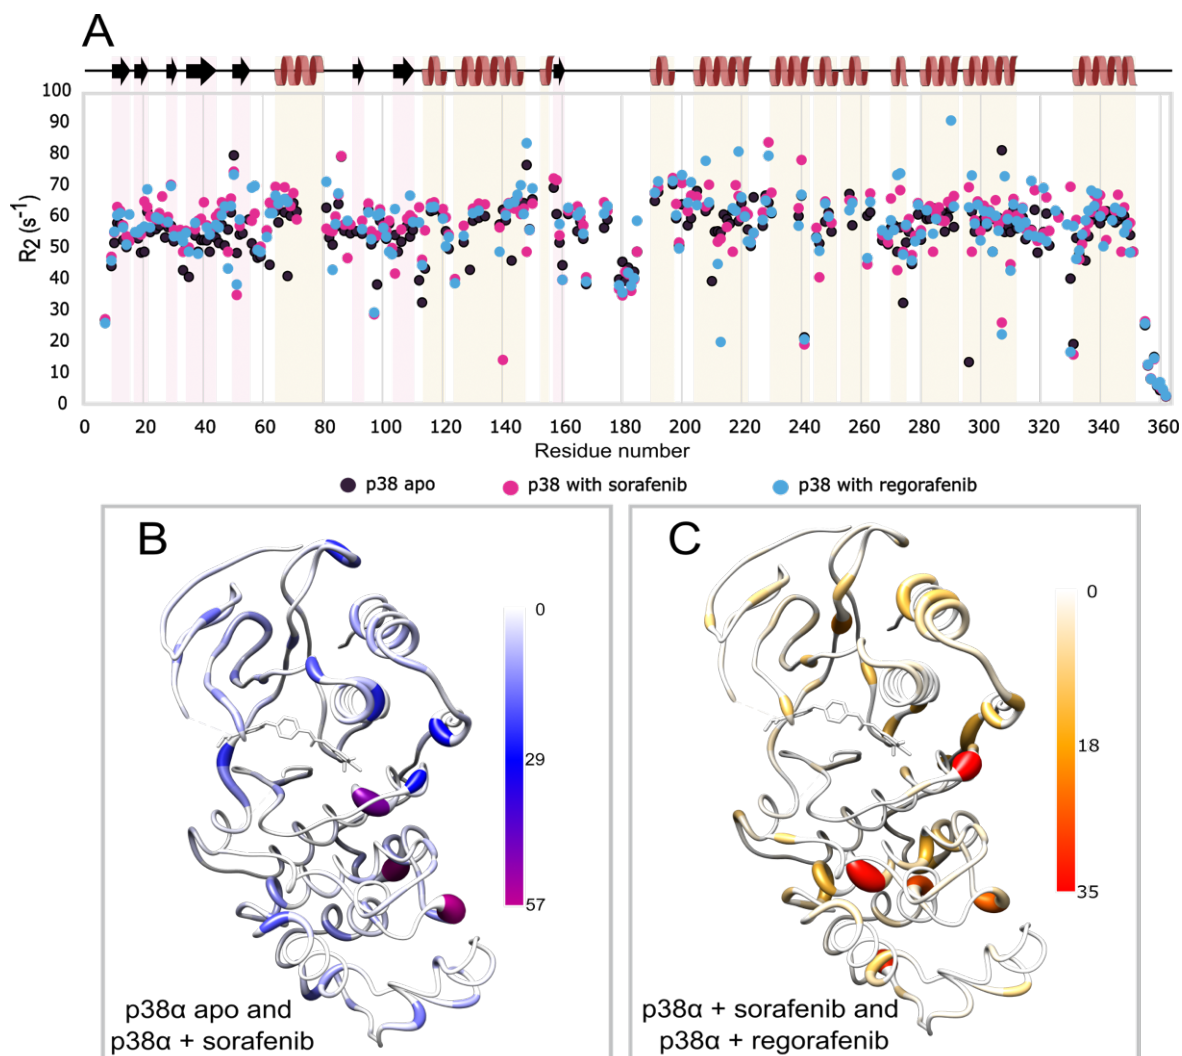 A
100
90
80
70
60
50
40
30
20
10
0
R2 (s-1)
0 20 40 60 80 100 120 140 160 180 199 200 220 240 260 280 300 320 340 360
Residue number
p38 apo p38 with sorafenib p38 with regorafenib
B
0
29
57
p38α apo and
p38α + sorafenib
C
0
18
35
p38α + sorafenib and
p38α + regorafenib